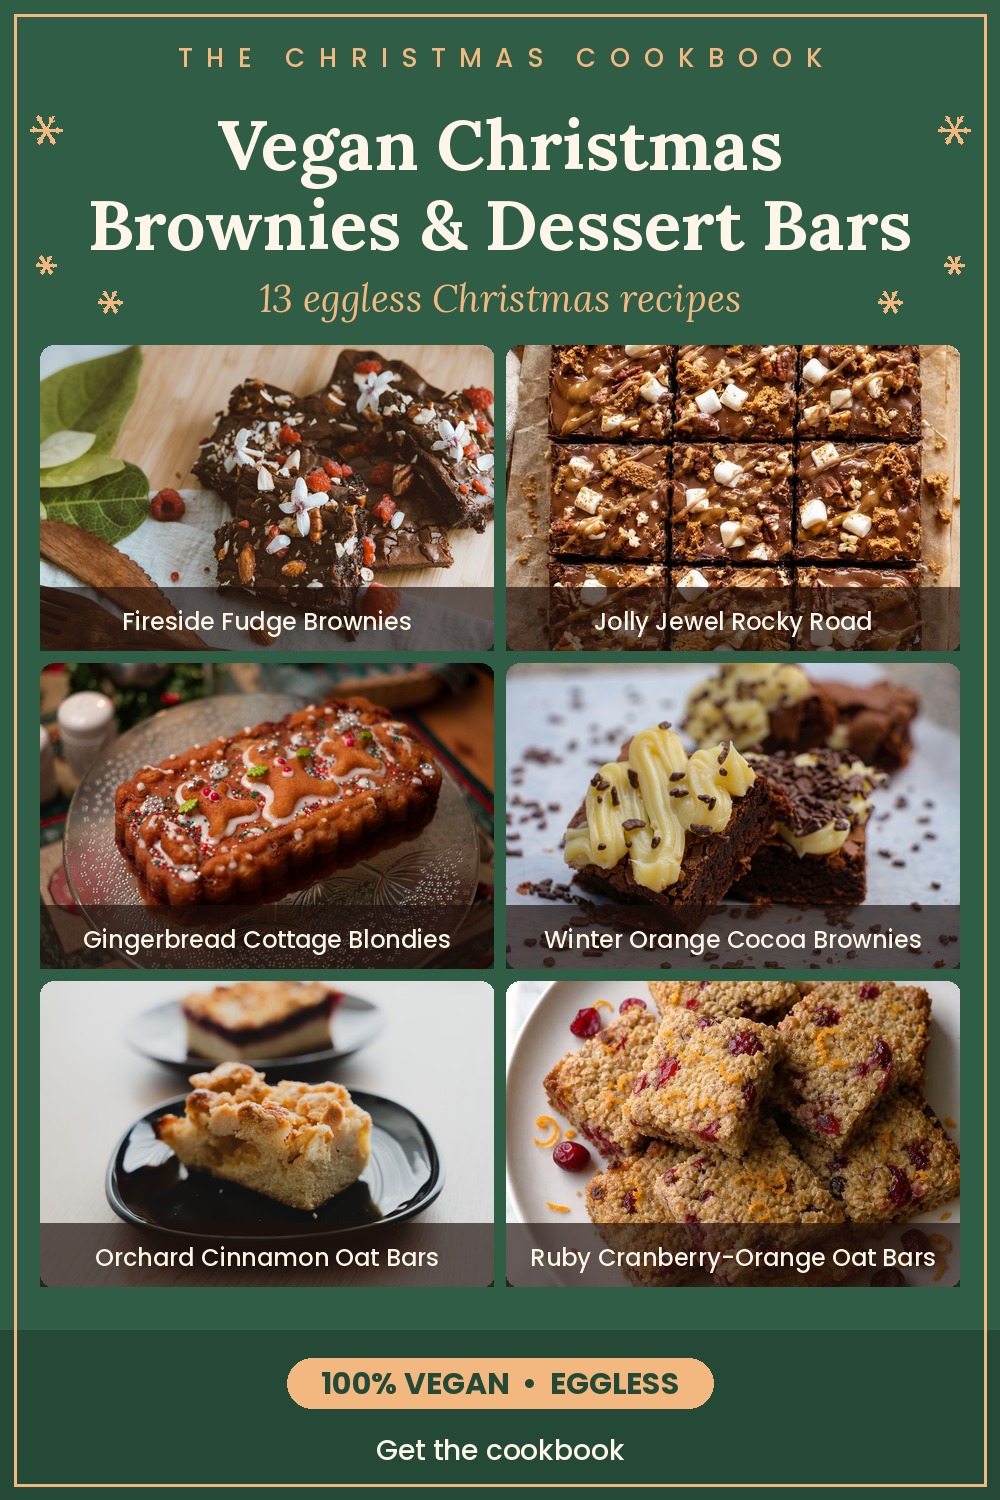 THE CHRISTMAS COOKBOOK
Vegan Christmas
Brownies & Dessert Bars
13 eggless Christmas recipes
Fireside Fudge Brownies
Jolly Jewel Rocky Road
Gingerbread Cottage Blondies
Winter Orange Cocoa Brownies
Orchard Cinnamon Oat Bars
Ruby Cranberry-Orange Oat Bars
100% VEGAN • EGGLESS
Get the cookbook